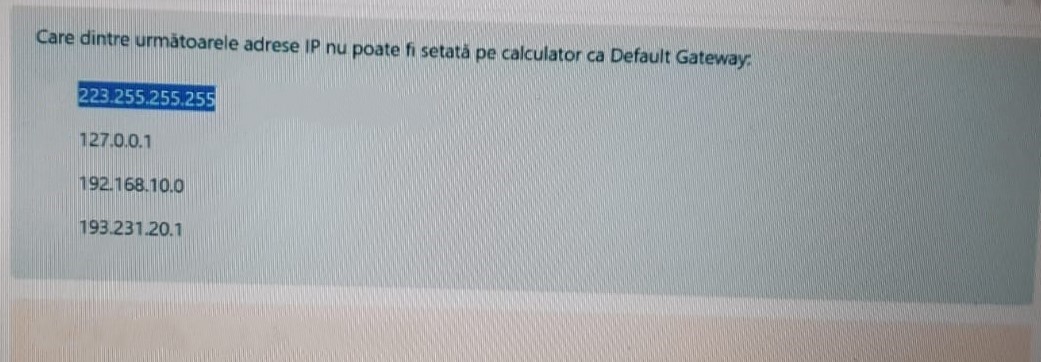 Care dintre următoarele adrese IP nu poate fi setată pe calculator ca Default Gateway:
223.255.255.255
127.0.0.1
192.168.10.0
193.231.20.1